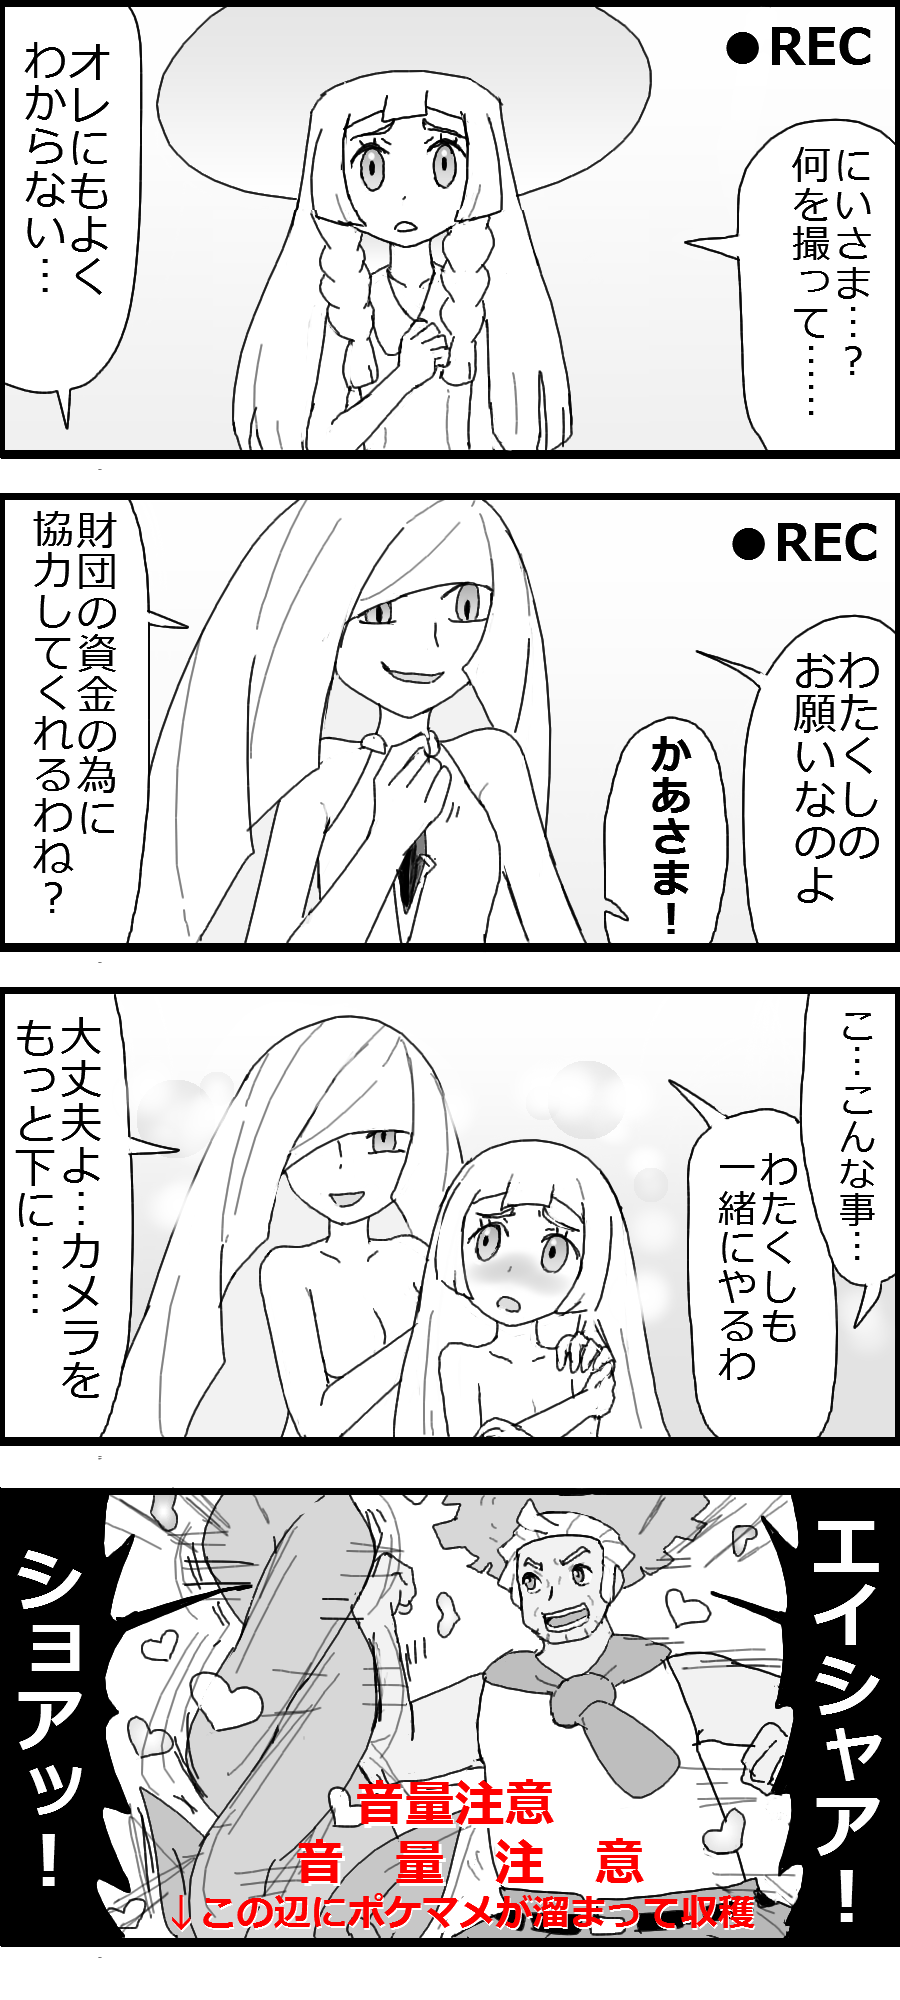 ●REC
にいさま…?
何を撮って……
オレにもよく
わからない…
●REC
わたくしの
お願いなのよ
かあさま!
財団の資金の為に
協力してくれるわね?
こ…こんな事…
わたくしも
一緒にやるわ
大丈夫よ…カメラを
もっと下に……
エイシャア!
ショアッ!
音量注意
音 量 注 意
↓この辺にポケマメが溜まって収穫